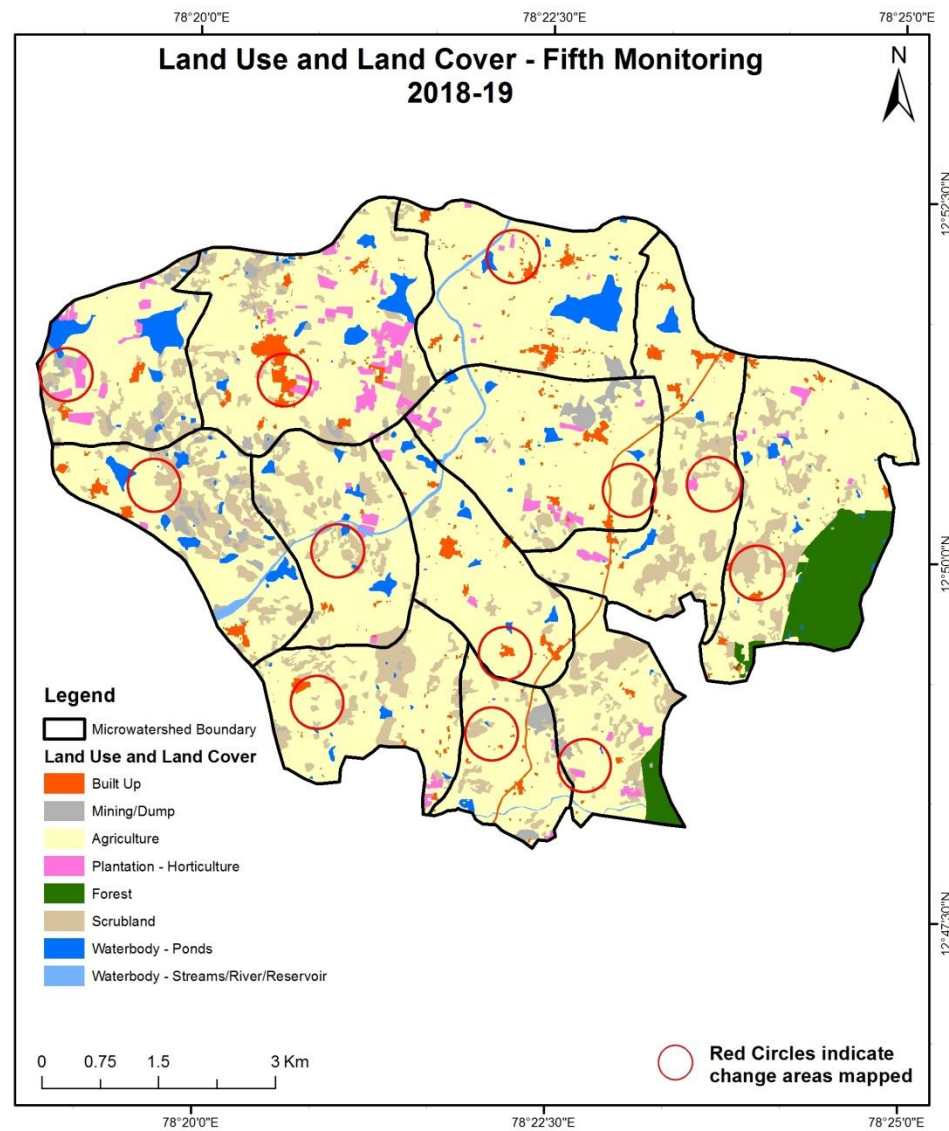 78°20'0"E
78°22'30"E
78°25'0"E
Land Use and Land Cover - Fifth Monitoring
2018-19
N
12°52'30"N
12°50'0"N
12°47'30"N
Legend
Microwatershed Boundary
Land Use and Land Cover
Built Up
Mining/Dump
Agriculture
Plantation - Horticulture
Forest
Scrubland
Waterbody - Ponds
Waterbody - Streams/River/Reservoir
0 0.75 1.5 3 Km
Red Circles indicate
change areas mapped
78°20'0"E
78°22'30"E
78°25'0"E